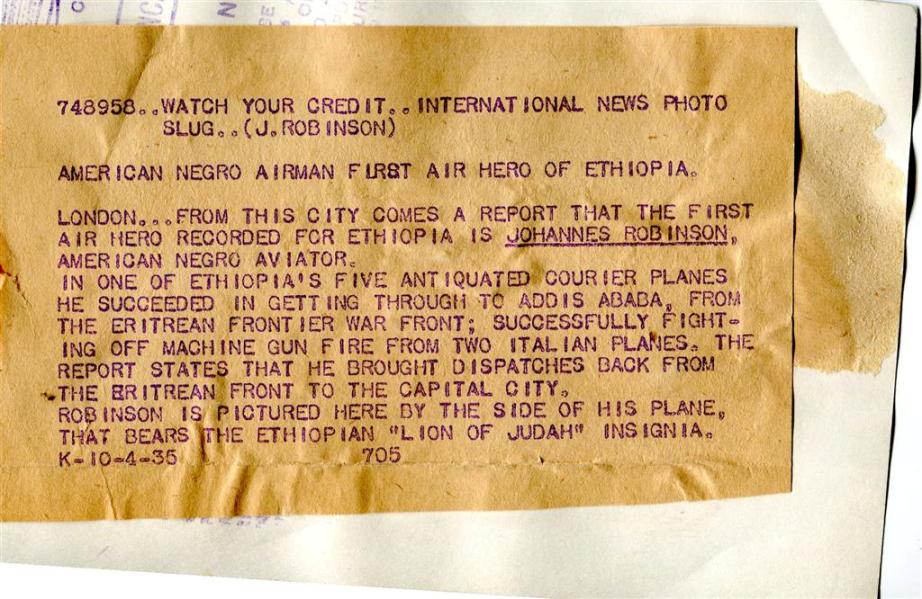 748958..WATCH YOUR CREDIT.. INTERNATIONAL NEWS PHOTO
SLUG..(J.ROBINSON)
AMERICAN NEGRO AIRMAN FIRST AIR HERO OF ETHIOPIA.
LONDON...FROM THIS CITY COMES A REPORT THAT THE FIRST
AIR HERO RECORDED FOR ETHIOPIA IS JOHANNES ROBINSON,
AMERICAN NEGRO AVIATOR.
IN ONE OF ETHIOPIA'S FIVE ANTIQUATED COURIER PLANES
HE SUCCEEDED IN GETTING THROUGH TO ADDIS ABABA, FROM
THE ERITREAN FRONTIER WAR FRONT; SUCCESSFULLY FIGHT-
ING OFF MACHINE GUN FIRE FROM TWO ITALIAN PLANES. THE
REPORT STATES THAT HE BROUGHT DISPATCHES BACK FROM
THE ERITREAN FRONT TO THE CAPITAL CITY.
ROBINSON IS PICTURED HERE BY THE SIDE OF HIS PLANE,
THAT BEARS THE ETHIOPIAN "LION OF JUDAH" INSIGNIA.
K-10-4-35 705